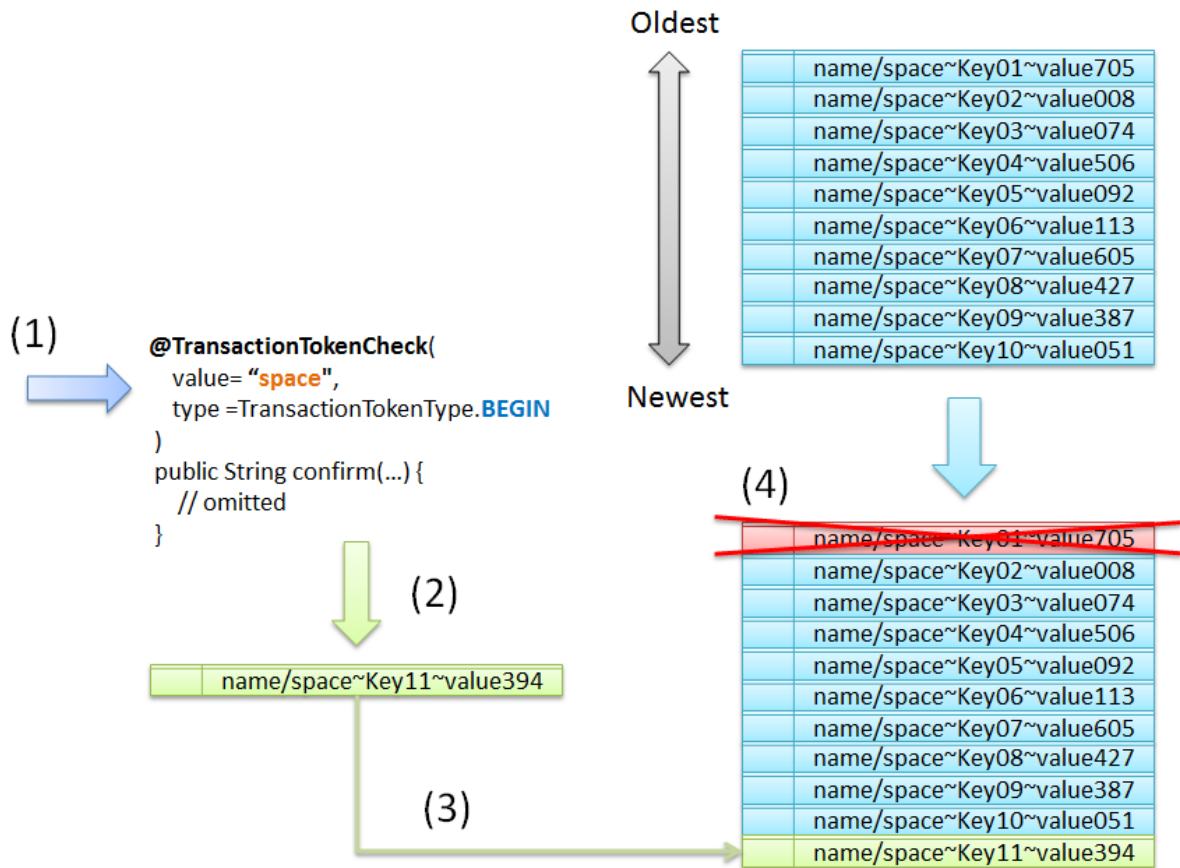 Oldest
name/space~Key01~value705
name/space~Key02~value008
name/space~Key03~value074
name/space~Key04~value506
name/space~Key05~value092
name/space~Key06~value113
name/space~Key07~value605
name/space~Key08~value427
name/space~Key09~value387
name/space~Key10~value051
Newest
(1)
@TransactionTokenCheck(
value= “space",
type =TransactionTokenType.BEGIN
)
public String confirm(...) {
// omitted
}
(2)
name/space~Key11~value394
(3)
(4)
name/space~Key01~value705
name/space~Key02~value008
name/space~Key03~value074
name/space~Key04~value506
name/space~Key05~value092
name/space~Key06~value113
name/space~Key07~value605
name/space~Key08~value427
name/space~Key09~value387
name/space~Key10~value051
name/space~Key11~value394